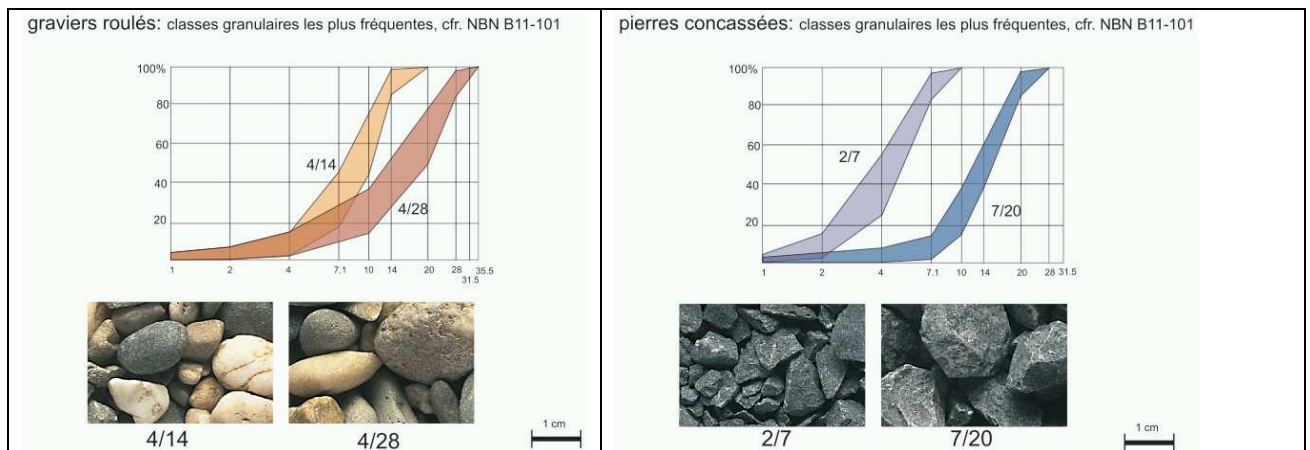 graviers roulés: classes granulaires les plus fréquentes, cfr. NBN B11-101
100%
80
60
40
20
4/14
4/28
1 2 4 7.1 10 14 20 28 35.5
31.5
4/14 4/28
1 cm
pierres concassées: classes granulaires les plus fréquentes, cfr. NBN B11-101
100%
80
60
40
20
2/7
7/20
1 2 4 7.1 10 14 20 28 31.5
2/7 7/20
1 cm